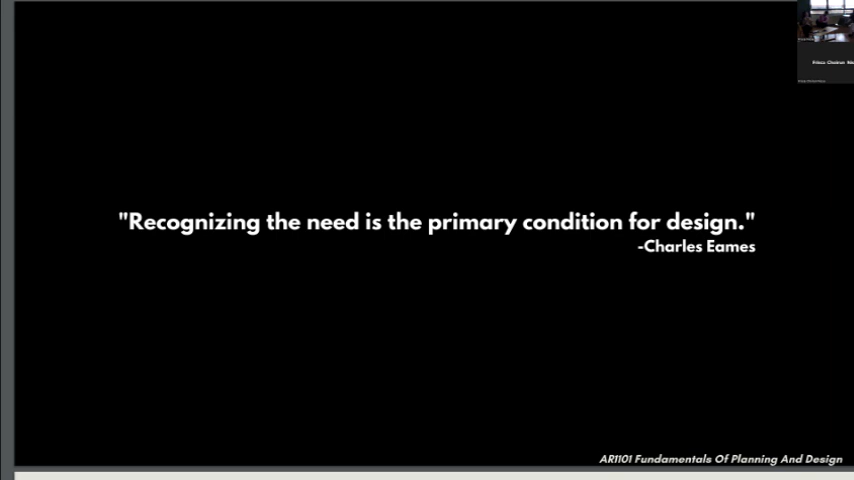 "Recognizing the need is the primary condition for design."
-Charles Eames
AR1101 Fundamentals Of Planning And Design